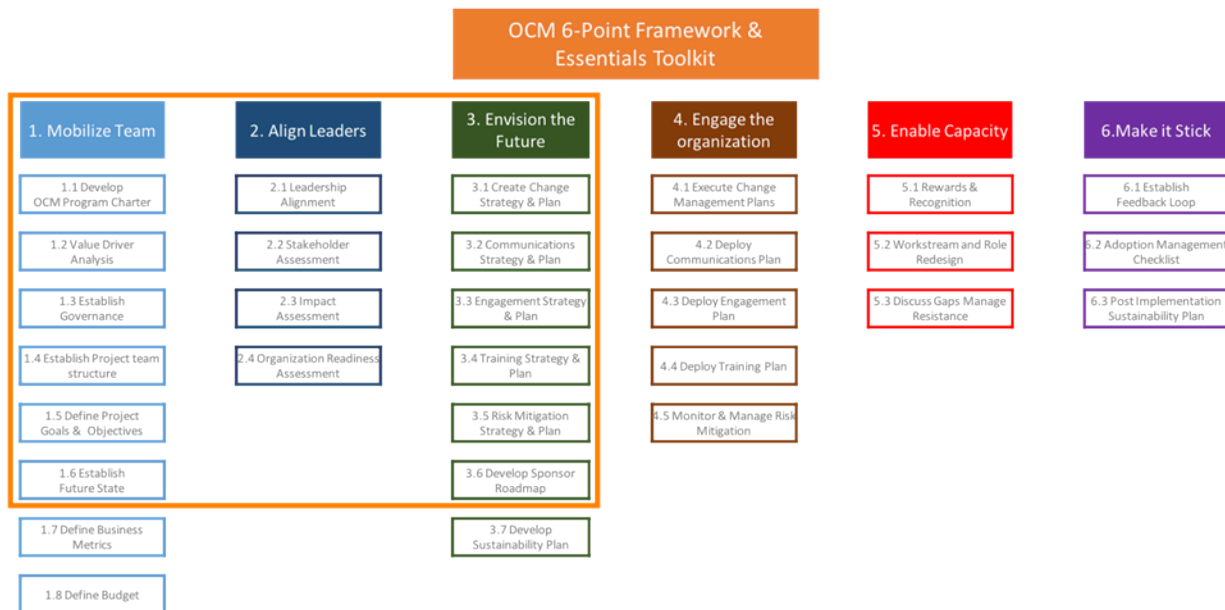 OCM 6-Point Framework &
Essentials Toolkit
1. Mobilize Team
1.1 Develop
OCM Program Charter
1.2 Value Driver
Analysis
1.3 Establish
Governance
1.4 Establish Project team
structure
1.5 Define Project
Goals & Objectives
1.6 Establish
Future State
1.7 Define Business
Metrics
1.8 Define Budget
2. Align Leaders
2.1 Leadership
Alignment
2.2 Stakeholder
Assessment
2.3 Impact
Assessment
2.4 Organization Readiness
Assessment
3. Envision the
Future
3.1 Create Change
Strategy & Plan
3.2 Communications
Strategy & Plan
3.3 Engagement Strategy
& Plan
3.4 Training Strategy &
Plan
3.5 Risk Mitigation
Strategy & Plan
3.6 Develop Sponsor
Roadmap
3.7 Develop
Sustainability Plan
4. Engage the
organization
4.1 Execute Change
Management Plans
4.2 Deploy
Communications Plan
4.3 Deploy Engagement
Plan
4.4 Deploy Training Plan
4.5 Monitor & Manage Risk
Mitigation
5. Enable Capacity
5.1 Rewards &
Recognition
5.2 Workstream and Role
Redesign
5.3 Discuss Gaps Manage
Resistance
6.Make it Stick
6.1 Establish
Feedback Loop
6.2 Adoption Management
Checklist
6.3 Post Implementation
Sustainability Plan